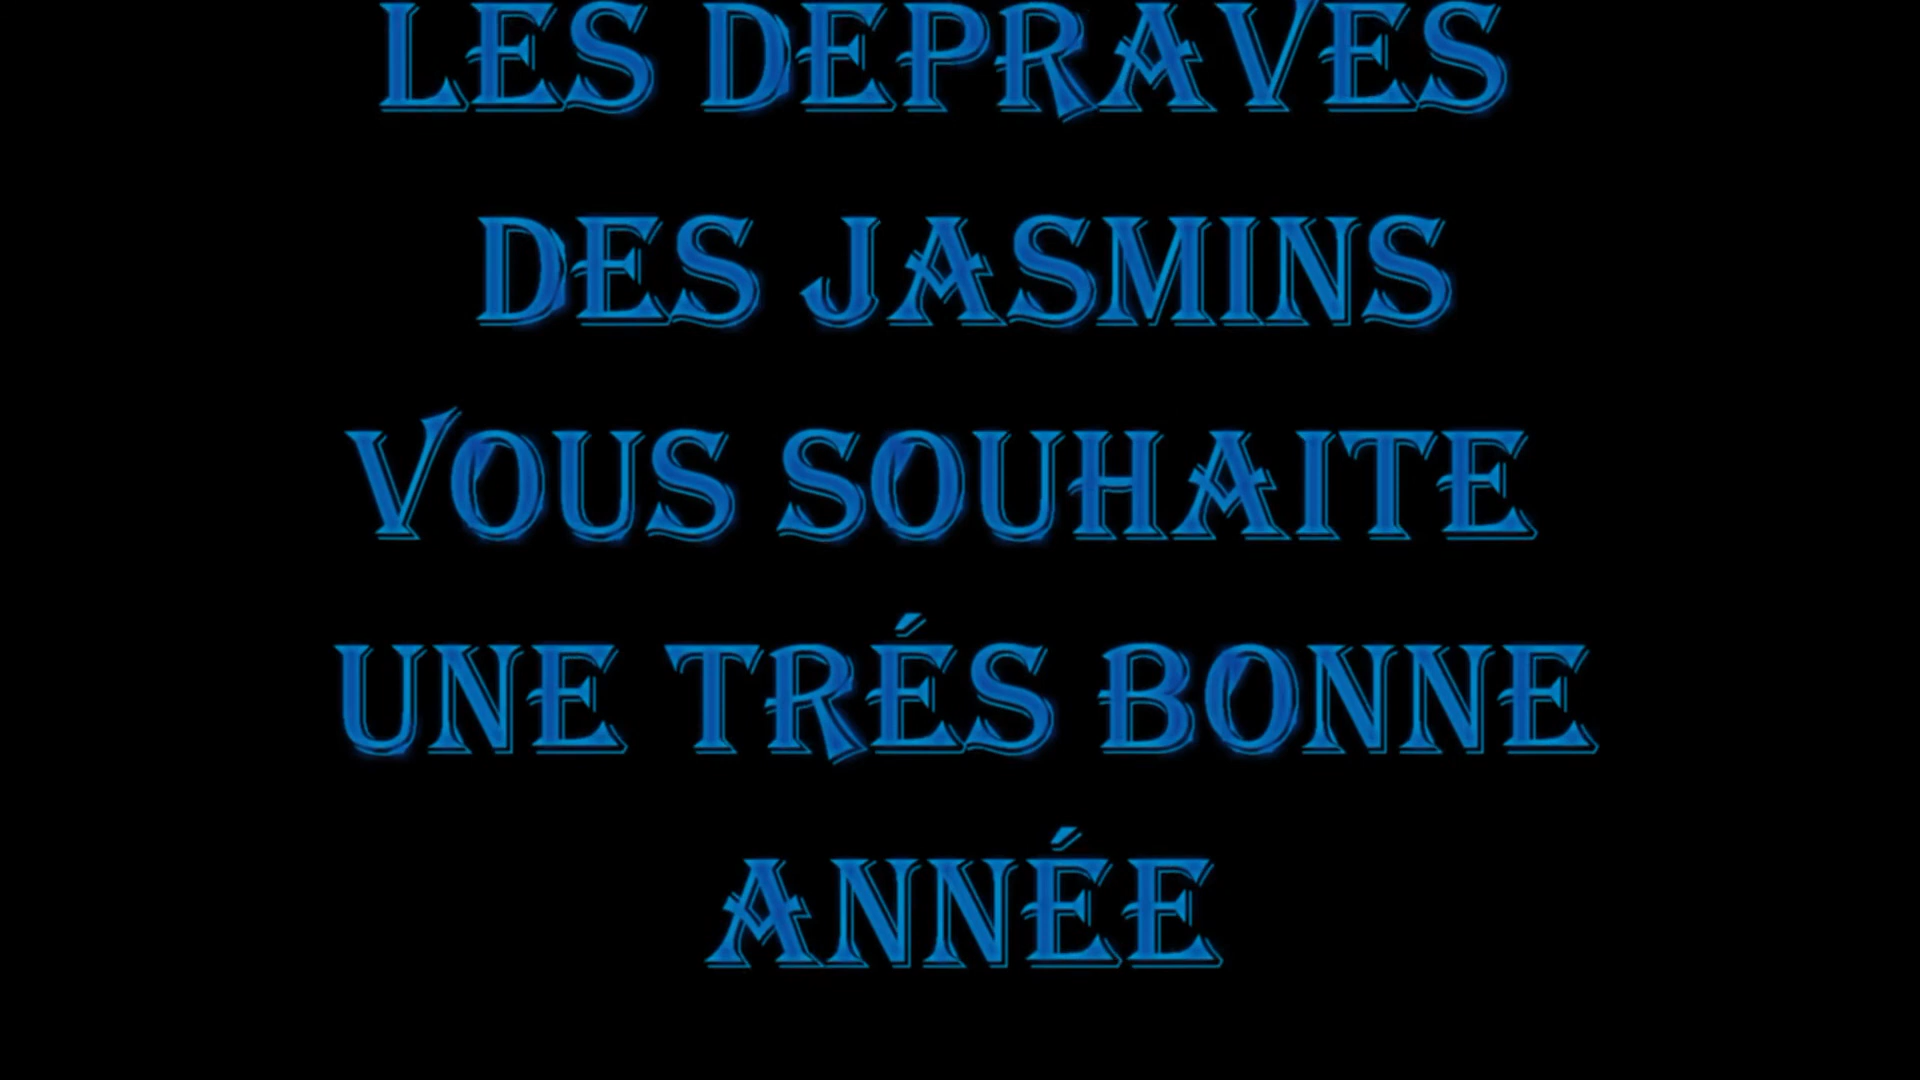 LES DEPRAVES
DES JASMINS
VOUS SOUHAITE
UNE TRÉS BONNE
ANNÉE